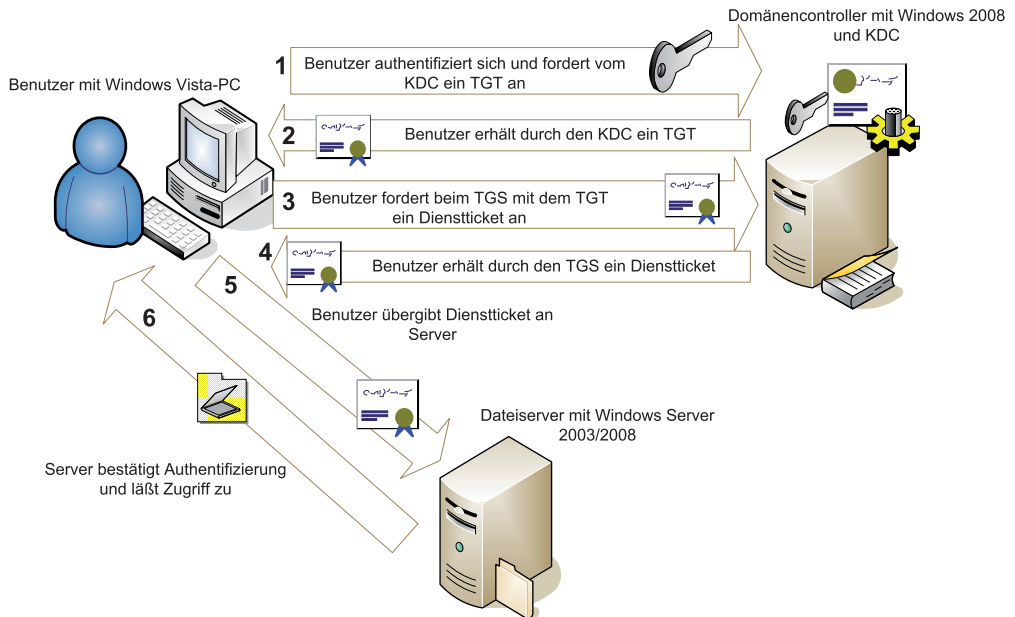 Domänencontroller mit Windows 2008
und KDC
Benutzer mit Windows Vista-PC
1
Benutzer authentifiziert sich und fordert vom
KDC ein TGT an
2
Benutzer erhält durch den KDC ein TGT
3
Benutzer fordert beim TGS mit dem TGT
ein Dienstticket an
4
Benutzer erhält durch den TGS ein Dienstticket
5
Benutzer übergibt Dienstticket an
Server
6
Dateiserver mit Windows Server
2003/2008
Server bestätigt Authentifizierung
und läßt Zugriff zu